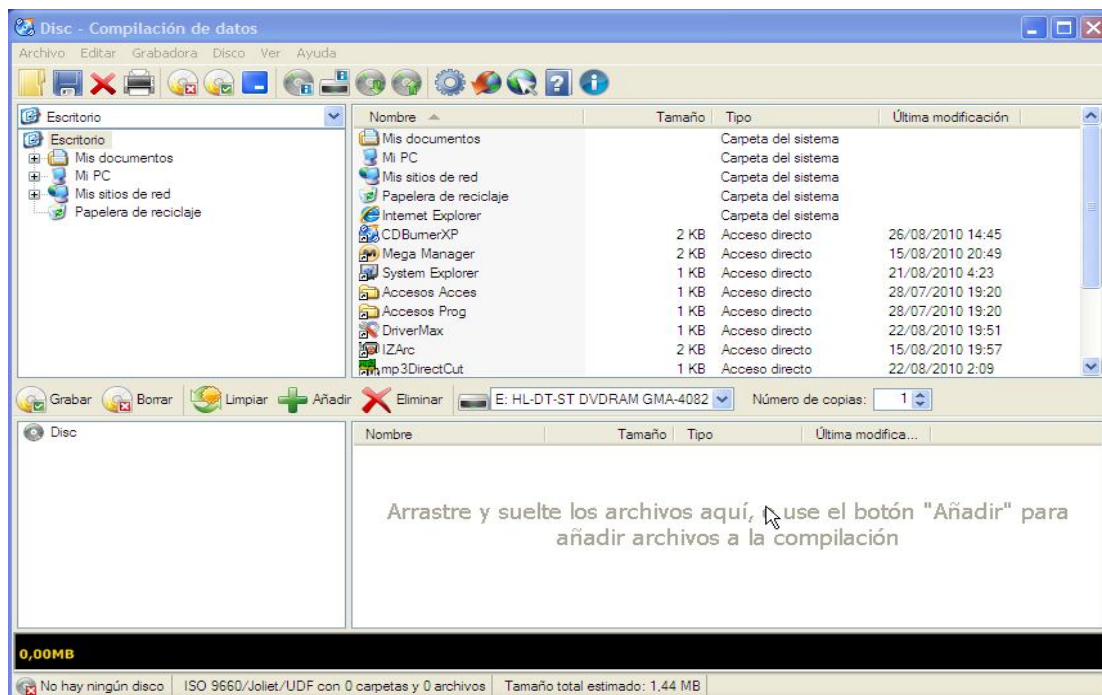 Disc - Compilación de datos
Archivo Editar Grabadora Disco Ver Ayuda
Escritorio
Escritorio
Mis documentos
Mi PC
Mis sitios de red
Papelera de reciclaje
Nombre Tamaño Tipo Última modificación
Mis documentos Carpeta del sistema
Mi PC Carpeta del sistema
Mis sitios de red Carpeta del sistema
Papelera de reciclaje Carpeta del sistema
Internet Explorer Carpeta del sistema
CDBurnerXP 2 KB Acceso directo 26/08/2010 14:45
Mega Manager 2 KB Acceso directo 15/08/2010 20:49
System Explorer 1 KB Acceso directo 21/08/2010 4:23
Accesos Acces 1 KB Acceso directo 28/07/2010 19:20
Accesos Prog 1 KB Acceso directo 28/07/2010 19:20
DriverMax 1 KB Acceso directo 22/08/2010 19:51
IZArc 2 KB Acceso directo 15/08/2010 19:57
mp3DirectCut 1 KB Acceso directo 22/08/2010 2:09
Grabar Borrar Limpiar Añadir Eliminar E: HL-DT-ST DVDRAM GMA-4082 Número de copias: 1
Disc
Nombre Tamaño Tipo Última modifica...
Arrastre y suelte los archivos aquí, o use el botón "Añadir" para
añadir archivos a la compilación
0,00MB
No hay ningún disco ISO 9660/Joliet/UDF con 0 carpetas y 0 archivos Tamaño total estimado: 1,44 MB